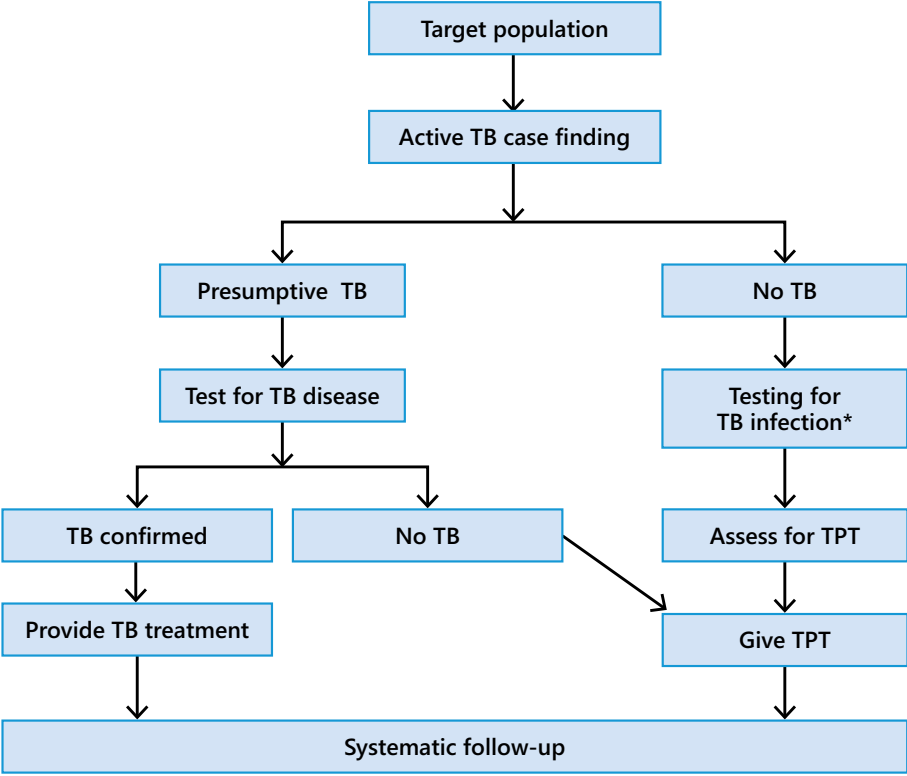 Target population
Active TB case finding
Presumptive TB
No TB
Test for TB disease
Testing for
TB infection*
TB confirmed
No TB
Assess for TPT
Provide TB treatment
Give TPT
Systematic follow-up